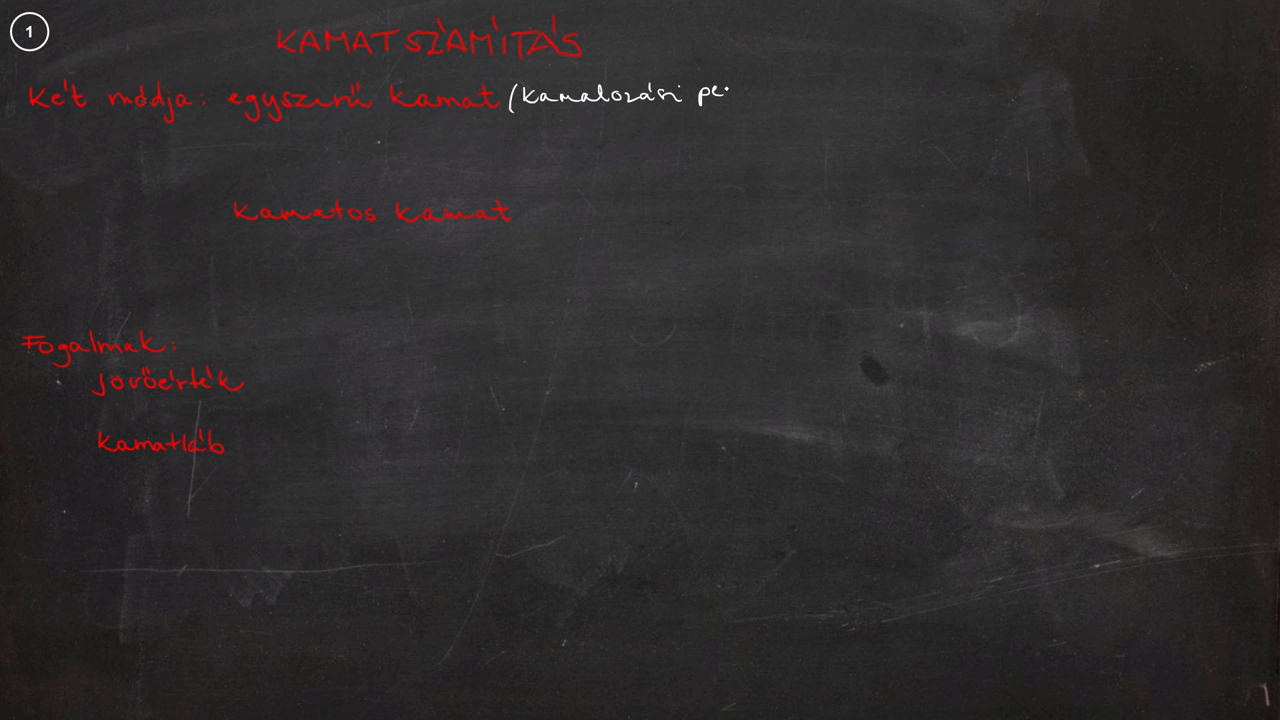 1
KAMATSZÁMÍTÁS
Két módja: egyszerű kamat (kamatozási pe
kamatos kamat
Fogalmak:
jövőérték
kamatláb